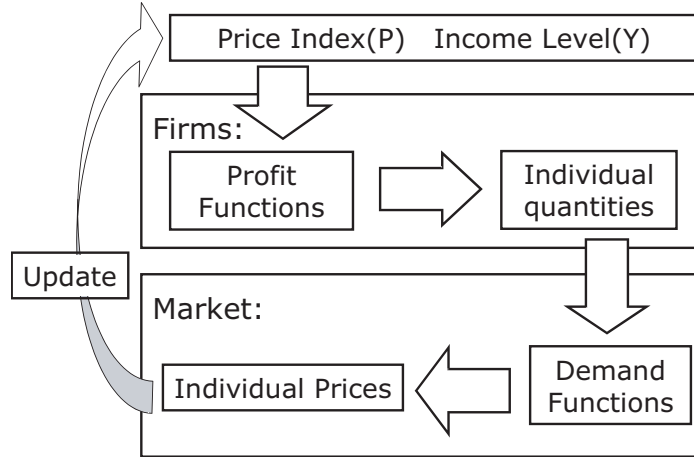 Price Index(P) Income Level(Y)
Firms:
Profit
Functions
Individual
quantities
Update
Market:
Individual Prices
Demand
Functions